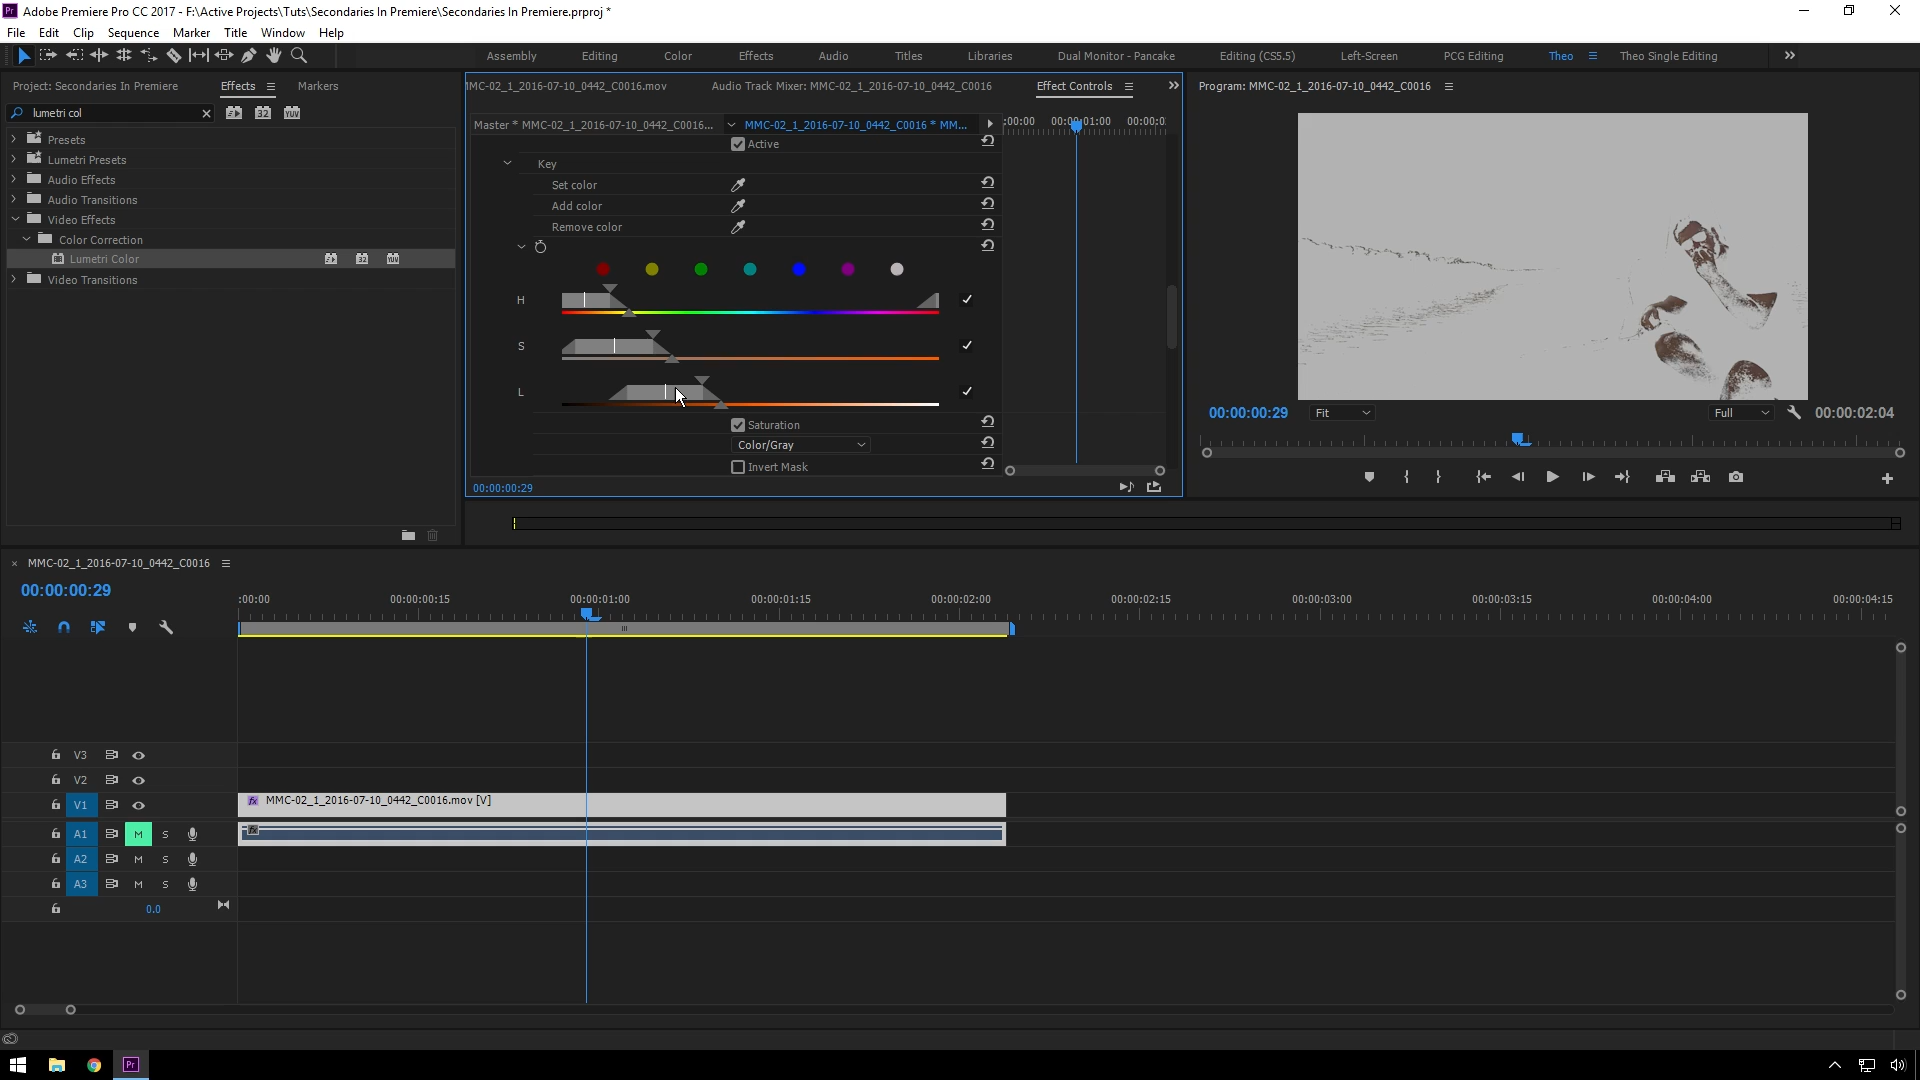 Adobe Premiere Pro CC 2017 - F:\Active Projects\Tuts\Secondaries In Premiere\Secondaries In Premiere.prproj *
File Edit Clip Sequence Marker Title Window Help
Assembly Editing Color Effects Audio Titles Libraries Dual Monitor - Pancake Editing (CS5.5) Left-Screen PCG Editing Theo Theo Single Editing
Project: Secondaries In Premiere Effects Markers
MMC-02_1_2016-07-10_0442_C0016.mov Audio Track Mixer: MMC-02_1_2016-07-10_0442_C0016 Effect Controls
Program: MMC-02_1_2016-07-10_0442_C0016
lumetri col
32 YUV
Presets
Lumetri Presets
Audio Effects
Audio Transitions
Video Effects
Color Correction
Lumetri Color
32 YUV
Video Transitions
Master * MMC-02_1_2016-07-10_0442_C0016... MMC-02_1_2016-07-10_0442_C0016 * MM...
:00:00 00:00:01:00 00:00:0
Active
Key
Set color
Add color
Remove color
H
S
L
Saturation
Color/Gray
Invert Mask
00:00:00:29
00:00:00:29 Fit Full 00:00:02:04
MMC-02_1_2016-07-10_0442_C0016
00:00:00:29
:00:00 00:00:00:15 00:00:01:00 00:00:01:15 00:00:02:00 00:00:02:15 00:00:03:00 00:00:03:15 00:00:04:00 00:00:04:15
V3
V2
V1
fx MMC-02_1_2016-07-10_0442_C0016.mov [V]
A1 M S
fx
A2 M S
A3 M S
0.0
Pr